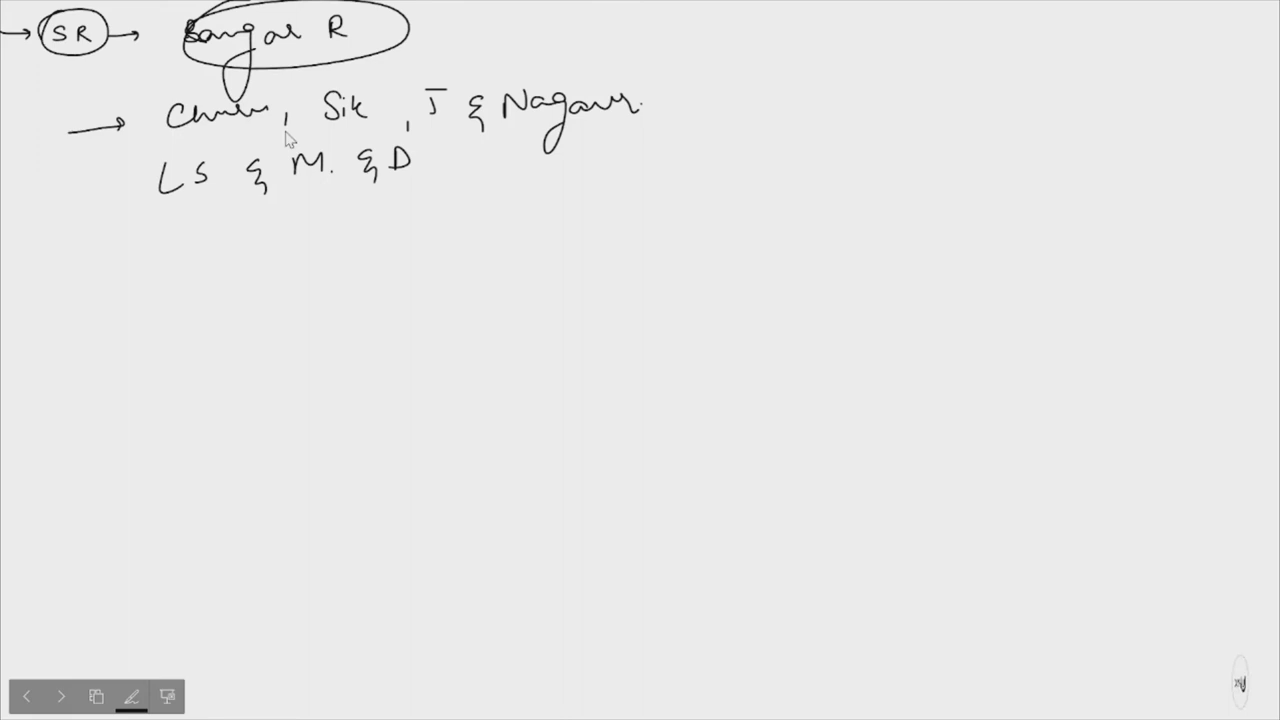 → SR → Bangar R
→ Churu, Sik, J & Nagaur.
LS & M. & D